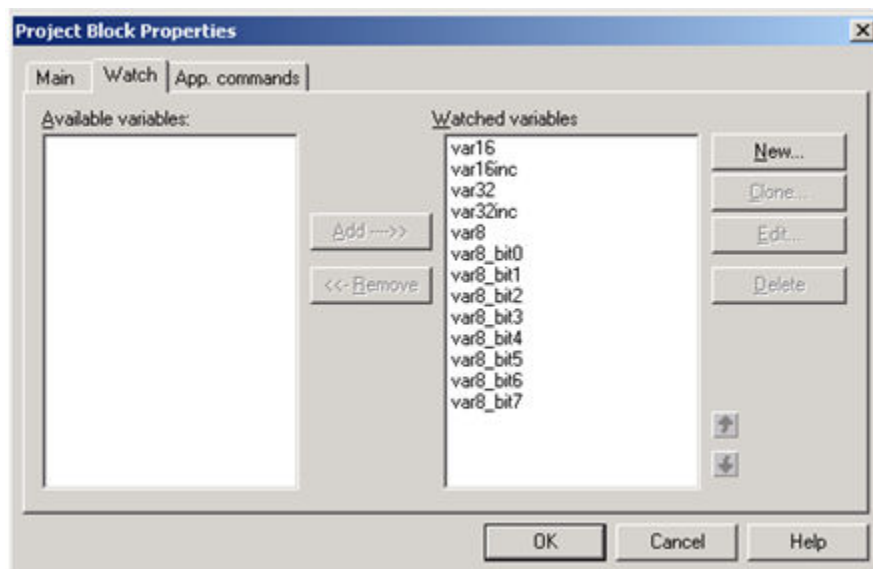 Project Block Properties
Main Watch App. commands
Available variables:
Watched variables
var16
var16inc
var32
var32inc
var8
var8_bit0
var8_bit1
var8_bit2
var8_bit3
var8_bit4
var8_bit5
var8_bit6
var8_bit7
Add --->>
<<- Remove
New...
Clone...
Edit...
Delete
OK Cancel Help